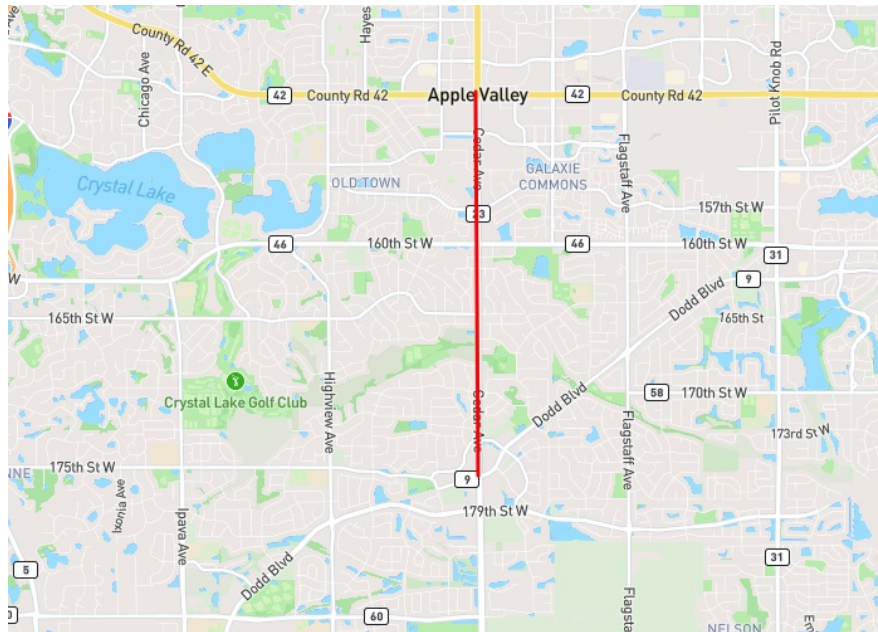 Hayes
County Rd 42 E
Chicago Ave
Pilot Knob Rd
42
County Rd 42
Apple Valley
42
County Rd 42
Cedar Ave
Flagstaff Ave
Crystal Lake
OLD TOWN
GALAXIE
COMMONS
23
157th St W
46
160th St W
46
160th St W
31
W
9
Dodd Blvd
165th St W
165th St
Highview Ave
Crystal Lake Golf Club
Cedar Ave
Dodd Blvd
58
170th St W
Flagstaff Ave
173rd St W
175th St W
9
NNE
Ixonia Ave
Ipava Ave
179th St W
Dodd Blvd
31
5
60
Flagstaff
NELSON
Em